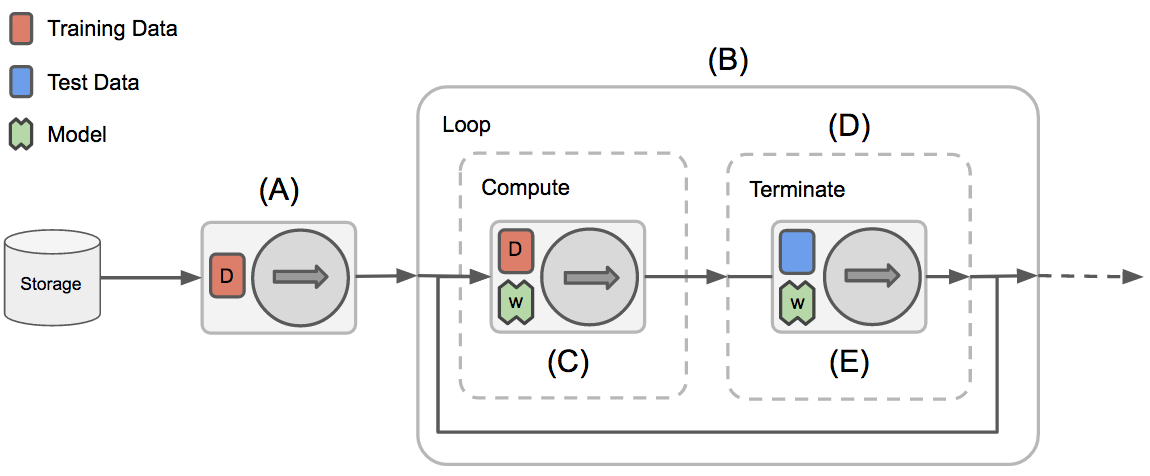 Training Data
Test Data
Model
(B)
Loop
(D)
(A)
Compute
Terminate
Storage
D
D
w
w
(C)
(E)